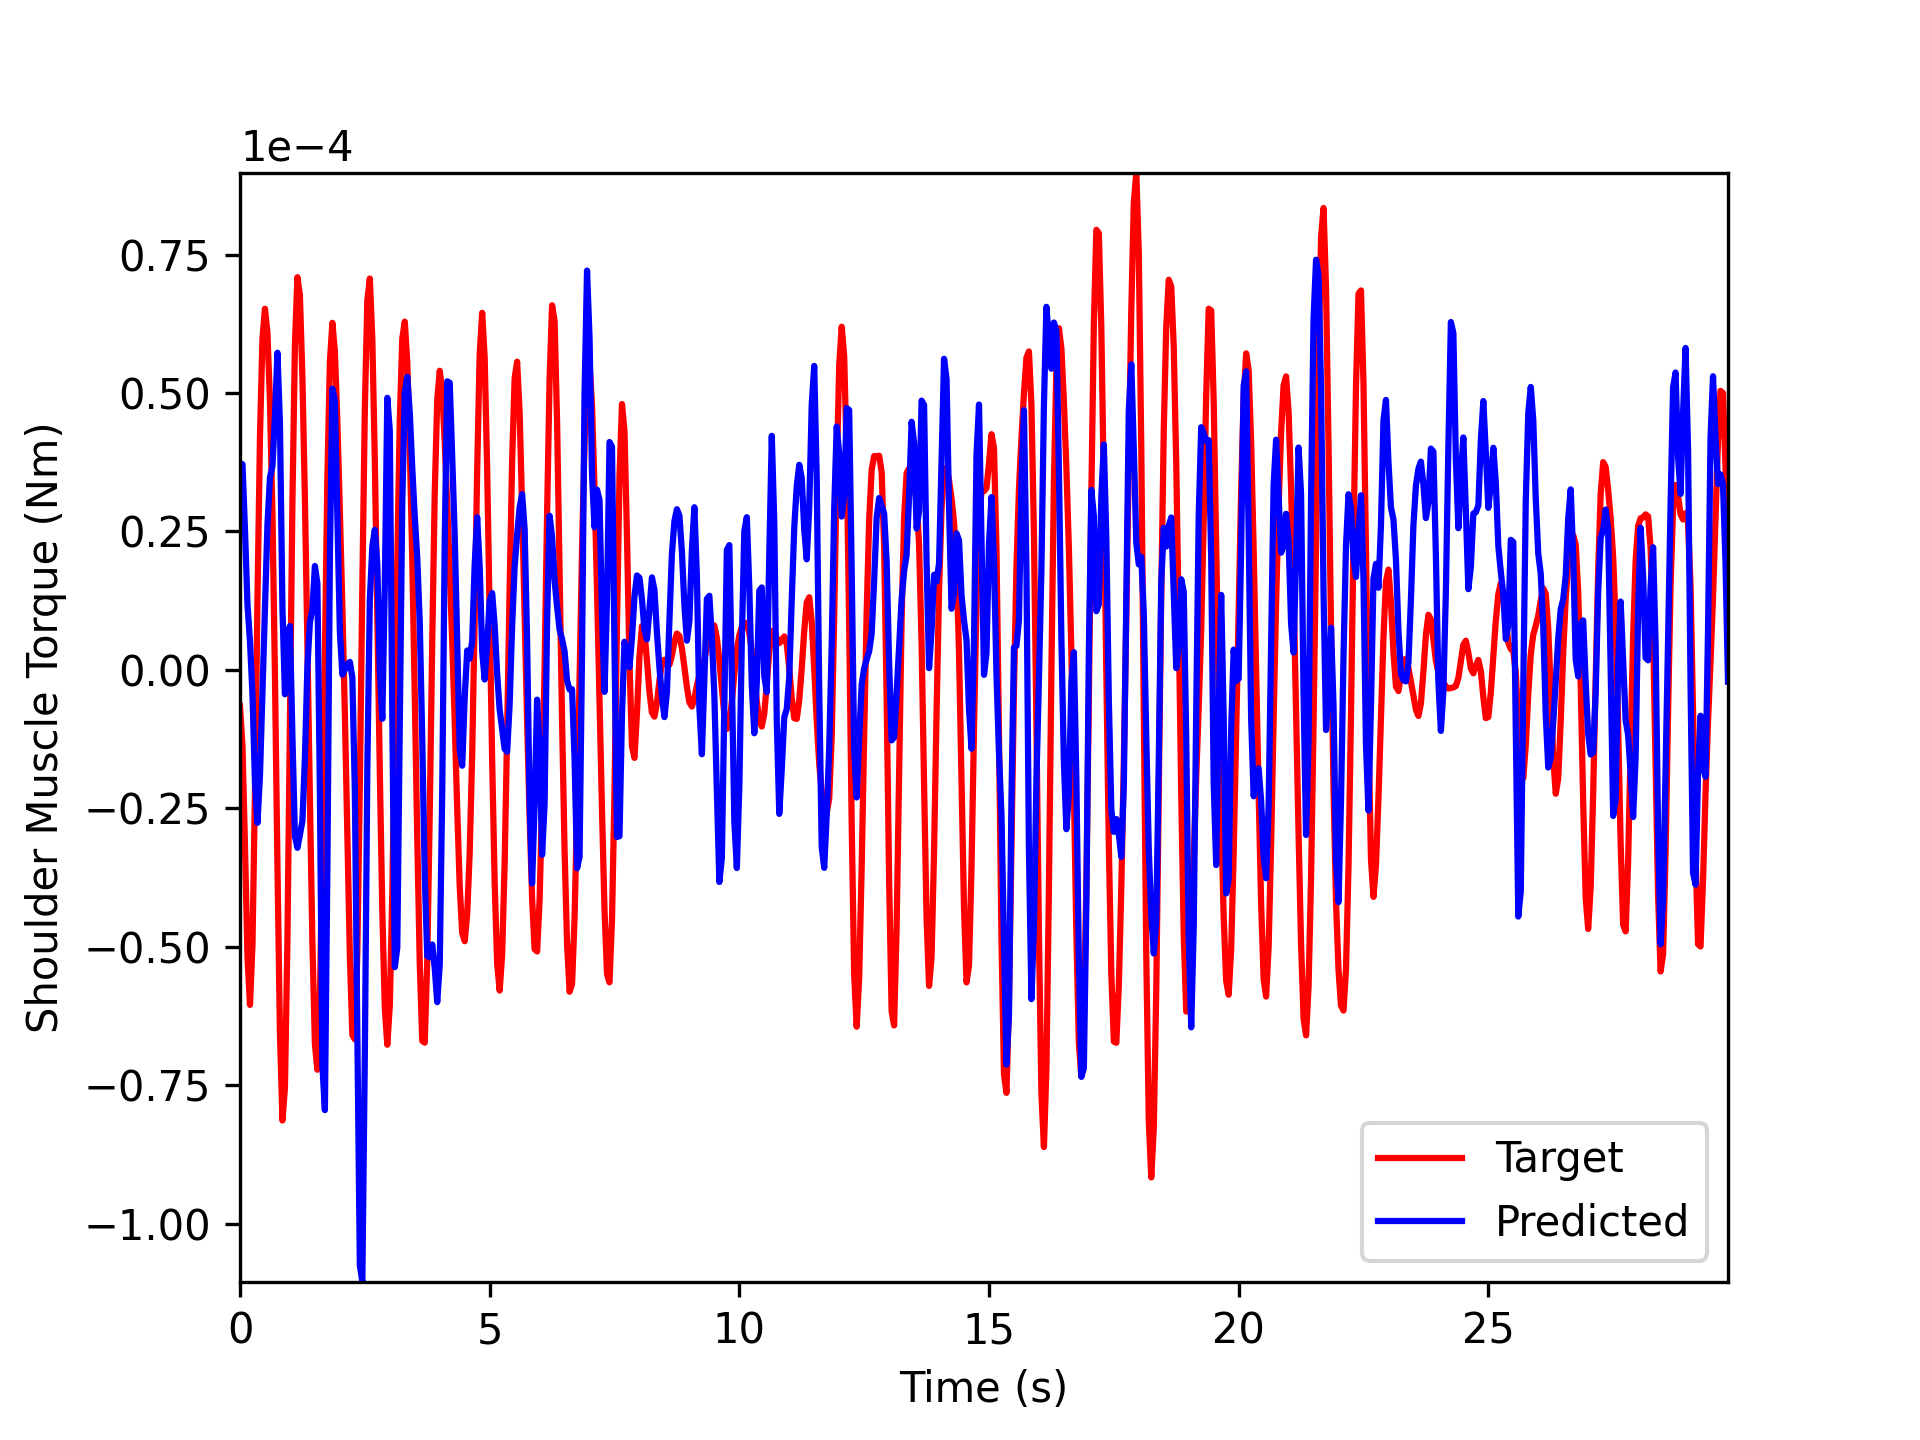 1e−4
Shoulder Muscle Torque (Nm)
0.75
0.50
0.25
0.00
−0.25
−0.50
−0.75
−1.00
Target
Predicted
0 5 10 15 20 25
Time (s)